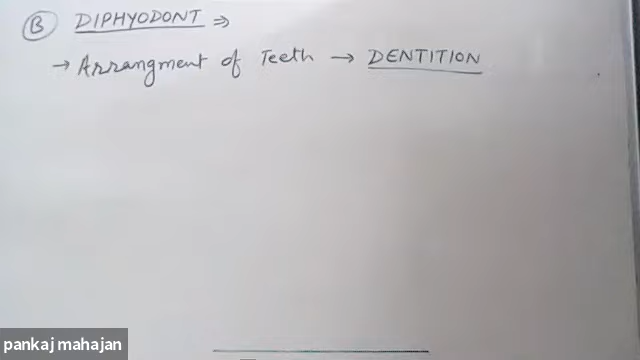 Ⓑ DIPHYODONT ⇒
→ Arrangment of Teeth → DENTITION
pankaj mahajan